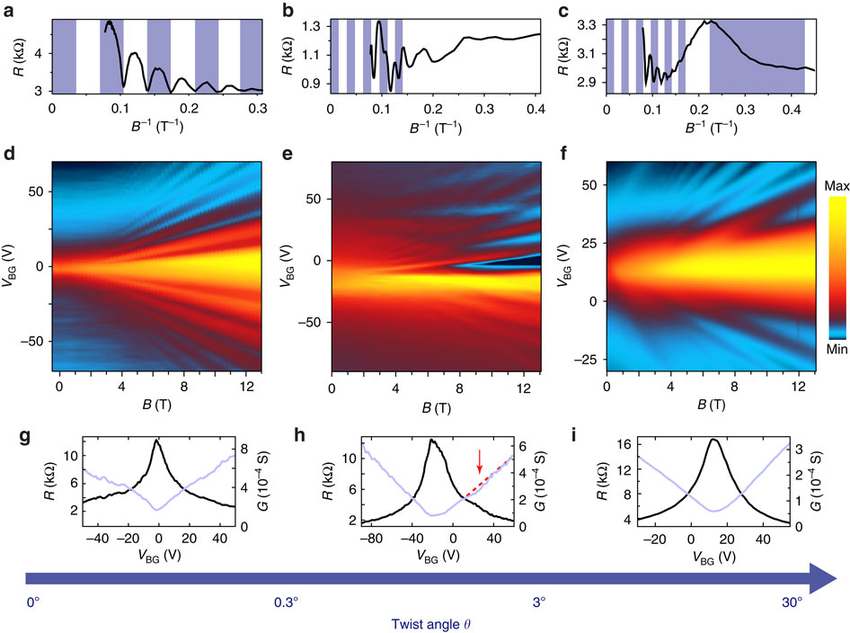 a
R (kΩ)
4
3
0
0.1
0.2
0.3
B⁻¹ (T⁻¹)
b
R (kΩ)
1.3
1.1
0.9
0
0.1
0.2
0.3
0.4
B⁻¹ (T⁻¹)
c
R (kΩ)
3.3
3.1
2.9
0
0.1
0.2
0.3
0.4
B⁻¹ (T⁻¹)
d
V_BG (V)
50
0
−50
0
4
8
12
B (T)
e
V_BG (V)
50
0
−50
0
4
8
12
B (T)
f
V_BG (V)
50
25
0
−25
0
4
8
12
B (T)
Max
Min
g
R (kΩ)
10
6
2
8
4
0
G (10⁻⁴ S)
−40
−20
0
20
40
V_BG (V)
h
R (kΩ)
10
6
2
6
4
2
0
G (10⁻⁴ S)
−80
−40
0
40
V_BG (V)
i
R (kΩ)
16
12
8
4
3
2
1
0
G (10⁻⁴ S)
−20
0
20
40
V_BG (V)
0°
0.3°
3°
30°
Twist angle θ